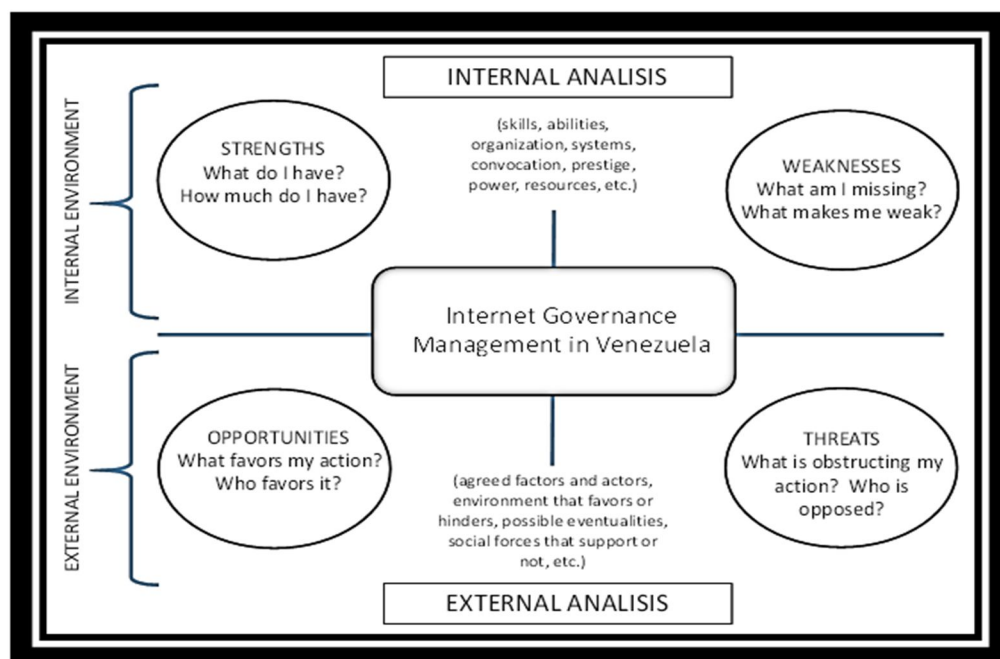 INTERNAL ANALISIS
INTERNAL ENVIRONMENT
STRENGTHS
What do I have?
How much do I have?
(skills, abilities,
organization, systems,
convocation, prestige,
power, resources, etc.)
WEAKNESSES
What am I missing?
What makes me weak?
Internet Governance
Management in Venezuela
EXTERNAL ENVIRONMENT
OPPORTUNITIES
What favors my action?
Who favors it?
(agreed factors and actors,
environment that favors or
hinders, possible eventualities,
social forces that support or
not, etc.)
THREATS
What is obstructing my
action? Who is
opposed?
EXTERNAL ANALISIS